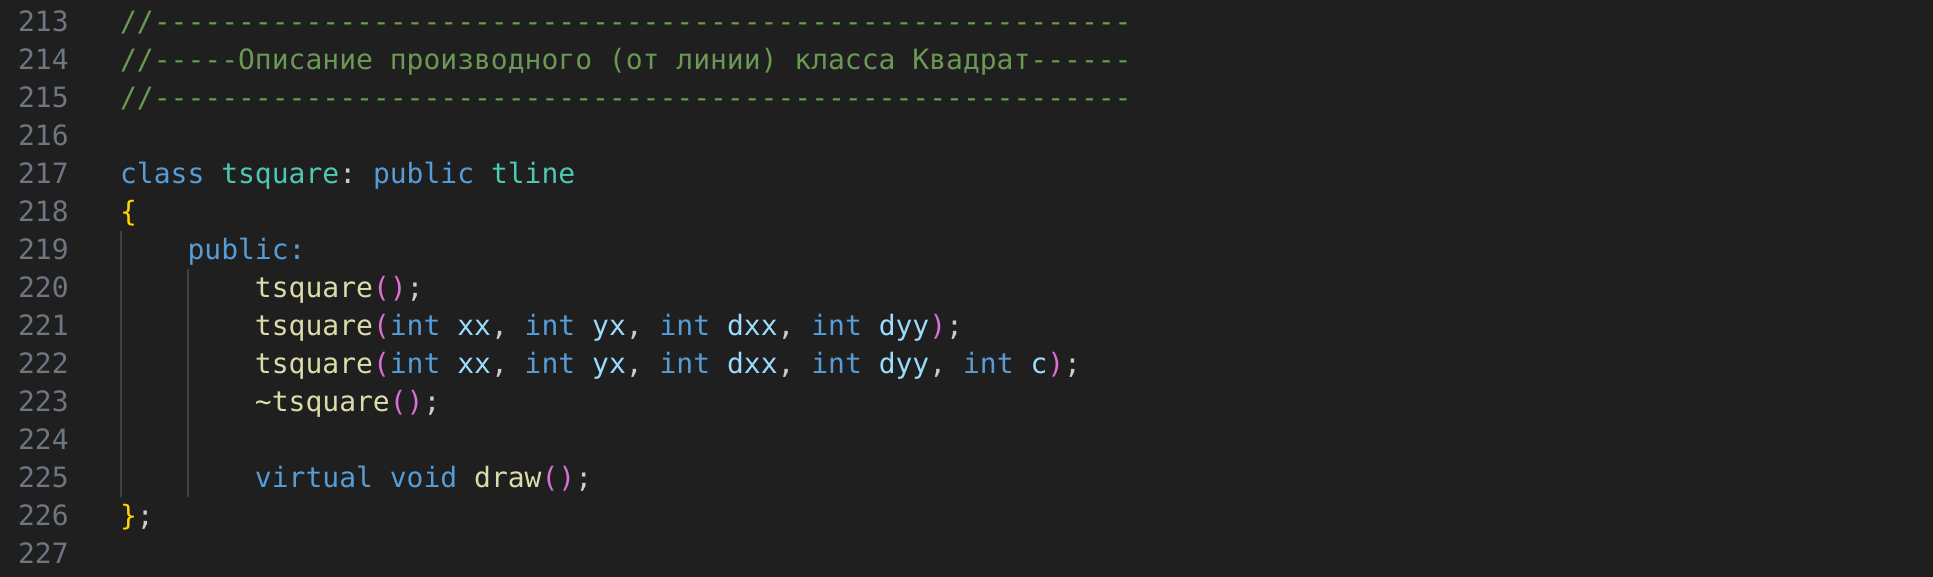 213 //----------------------------------------------------------
214 //-----Описание производного (от линии) класса Квадрат------
215 //----------------------------------------------------------
216
217 class tsquare: public tline
218 {
219     public:
220         tsquare();
221         tsquare(int xx, int yx, int dxx, int dyy);
222         tsquare(int xx, int yx, int dxx, int dyy, int c);
223         ~tsquare();
224
225         virtual void draw();
226 };
227